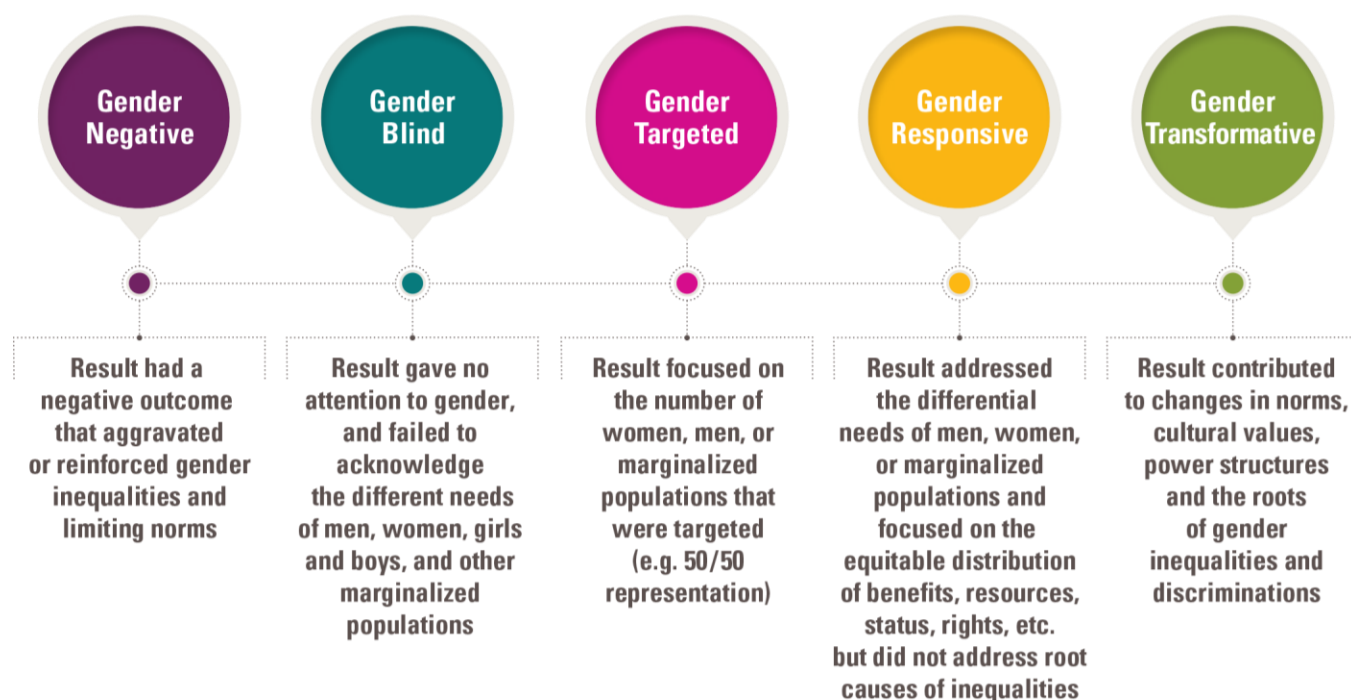 Gender
Negative
Gender
Blind
Gender
Targeted
Gender
Responsive
Gender
Transformative
Result had a
negative outcome
that aggravated
or reinforced gender
inequalities and
limiting norms
Result gave no
attention to gender,
and failed to
acknowledge
the different needs
of men, women, girls
and boys, and other
marginalized
populations
Result focused on
the number of
women, men, or
marginalized
populations that
were targeted
(e.g. 50/50
representation)
Result addressed
the differential
needs of men, women,
or marginalized
populations and
focused on the
equitable distribution
of benefits, resources,
status, rights, etc.
but did not address root
causes of inequalities
Result contributed
to changes in norms,
cultural values,
power structures
and the roots
of gender
inequalities and
discriminations